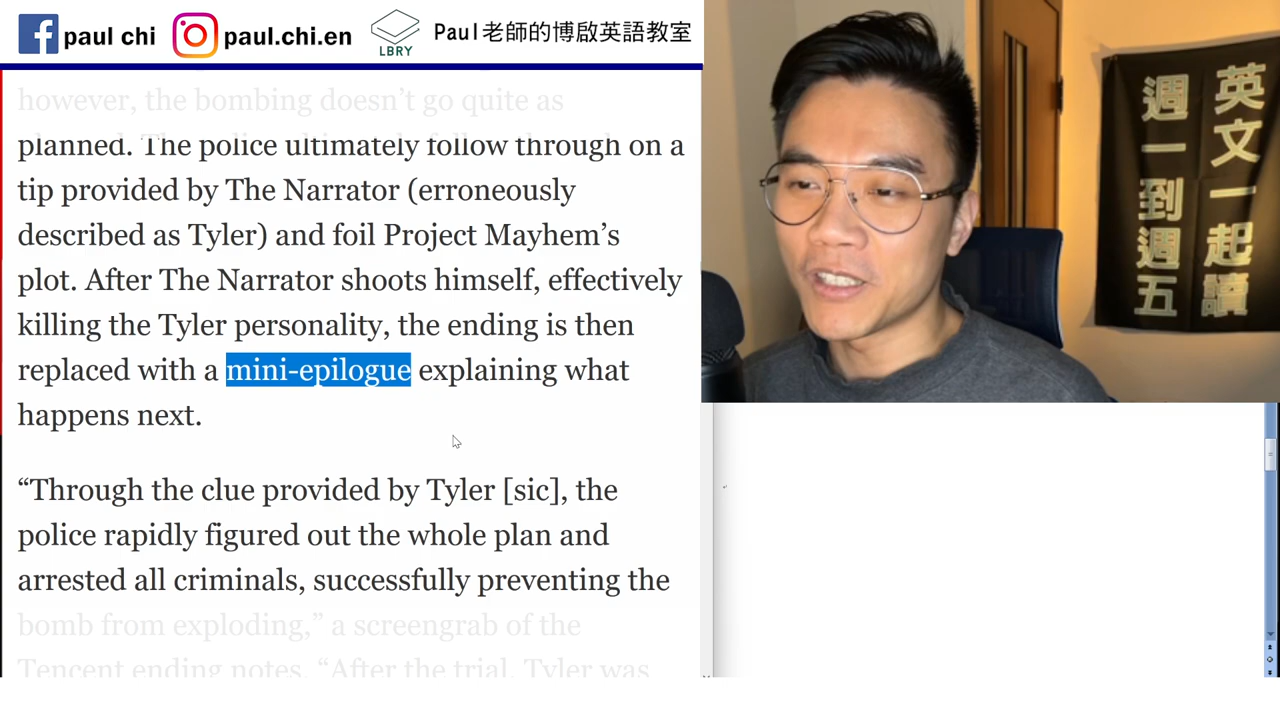 paul chi
paul.chi.en
LBRY
Paul老師的博啟英語教室
however, the bombing doesn’t go quite as
planned. The police ultimately follow through on a
tip provided by The Narrator (erroneously
described as Tyler) and foil Project Mayhem’s
plot. After The Narrator shoots himself, effectively
killing the Tyler personality, the ending is then
replaced with a mini-epilogue explaining what
happens next.
“Through the clue provided by Tyler [sic], the
police rapidly figured out the whole plan and
arrested all criminals, successfully preventing the
bomb from exploding,” a screengrab of the
Tencent ending notes. “After the trial, Tyler was
英文一起讀
週一到週五